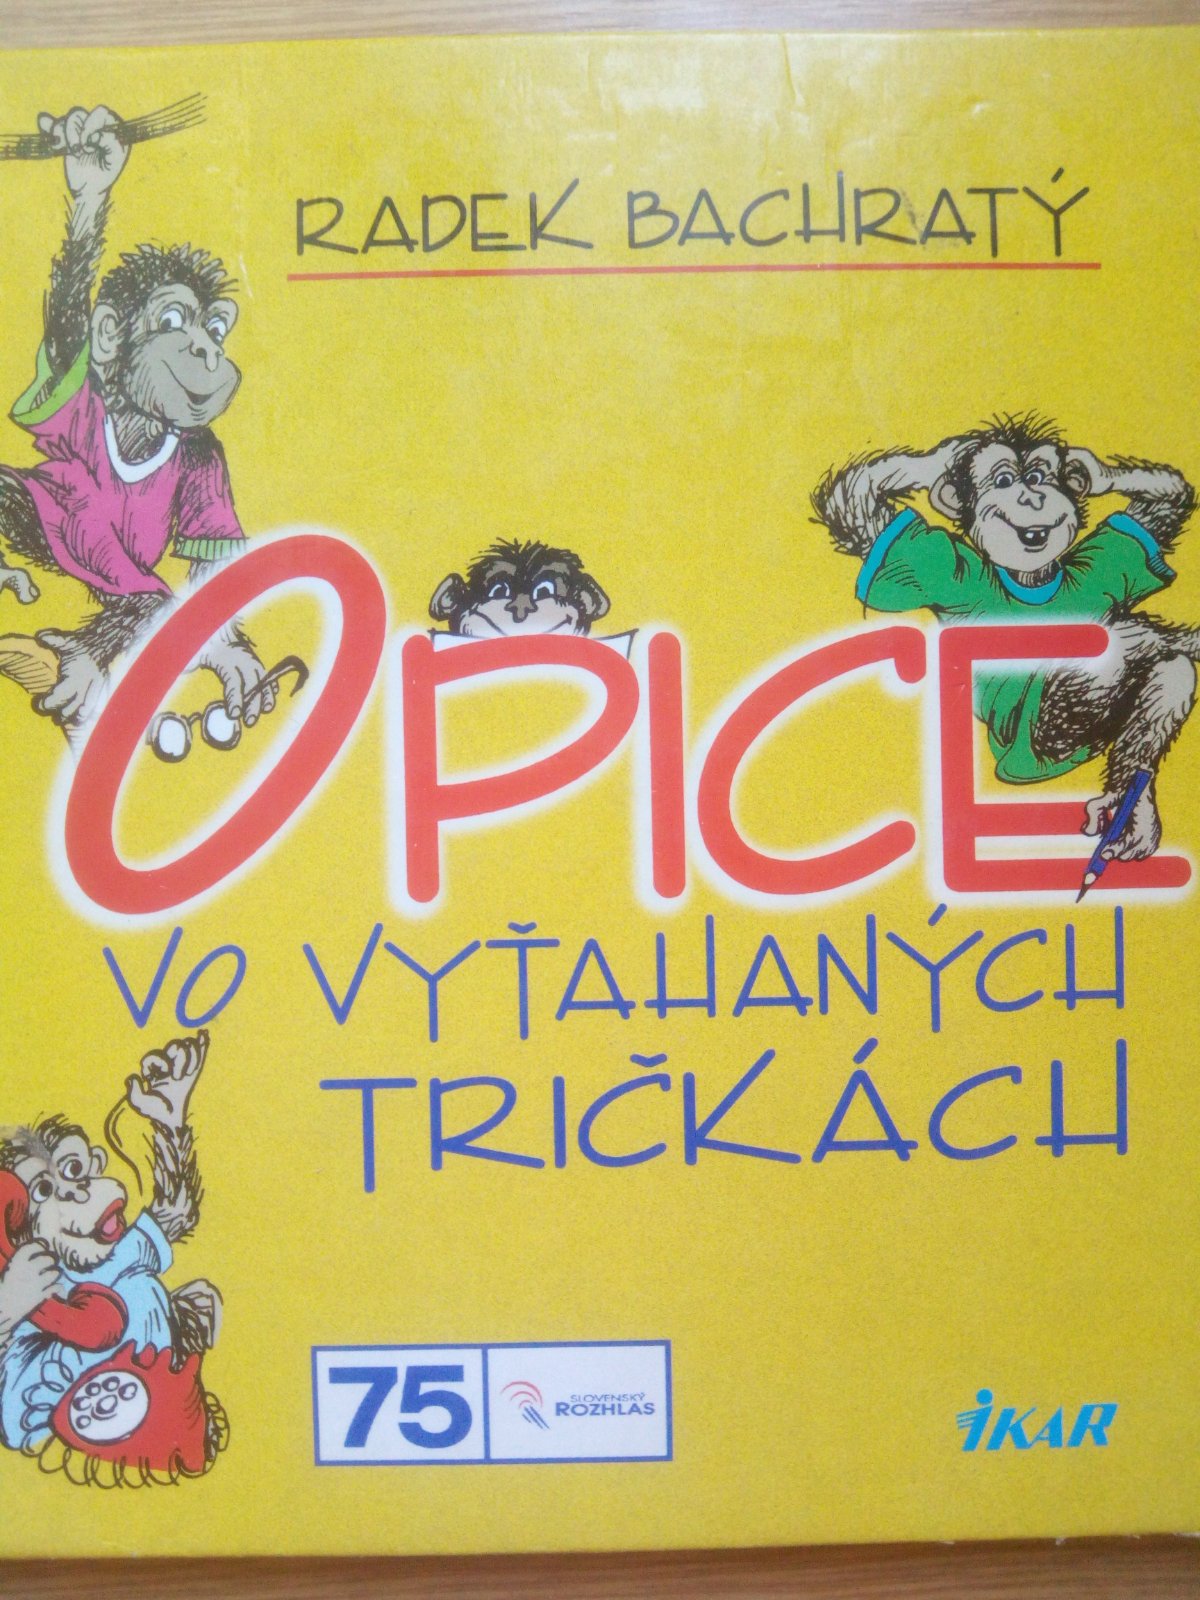 RADEK BACHRATÝ
OPICE
VO VYŤAHANÝCH
TRIČKÁCH
75
SLOVENSKÝ
ROZHLAS
iKAR